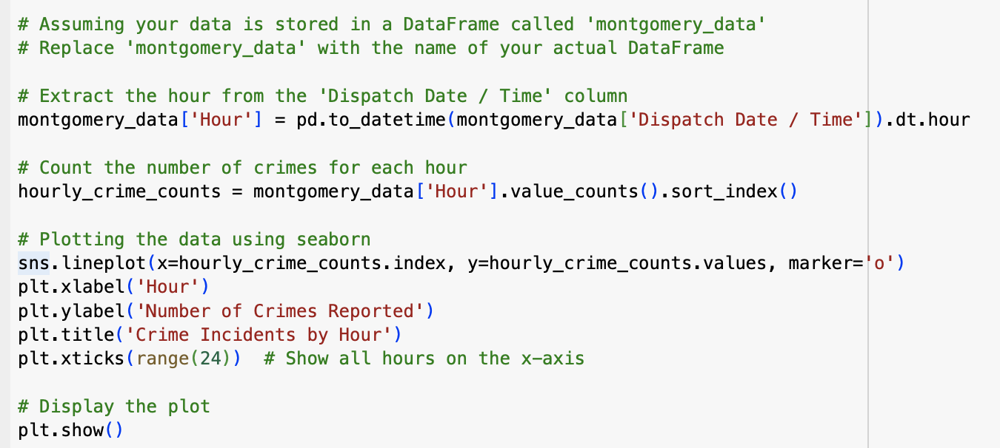 # Assuming your data is stored in a DataFrame called 'montgomery_data'
# Replace 'montgomery_data' with the name of your actual DataFrame
# Extract the hour from the 'Dispatch Date / Time' column
montgomery_data['Hour'] = pd.to_datetime(montgomery_data['Dispatch Date / Time']).dt.hour
# Count the number of crimes for each hour
hourly_crime_counts = montgomery_data['Hour'].value_counts().sort_index()
# Plotting the data using seaborn
sns.lineplot(x=hourly_crime_counts.index, y=hourly_crime_counts.values, marker='o')
plt.xlabel('Hour')
plt.ylabel('Number of Crimes Reported')
plt.title('Crime Incidents by Hour')
plt.xticks(range(24))  # Show all hours on the x-axis
# Display the plot
plt.show()